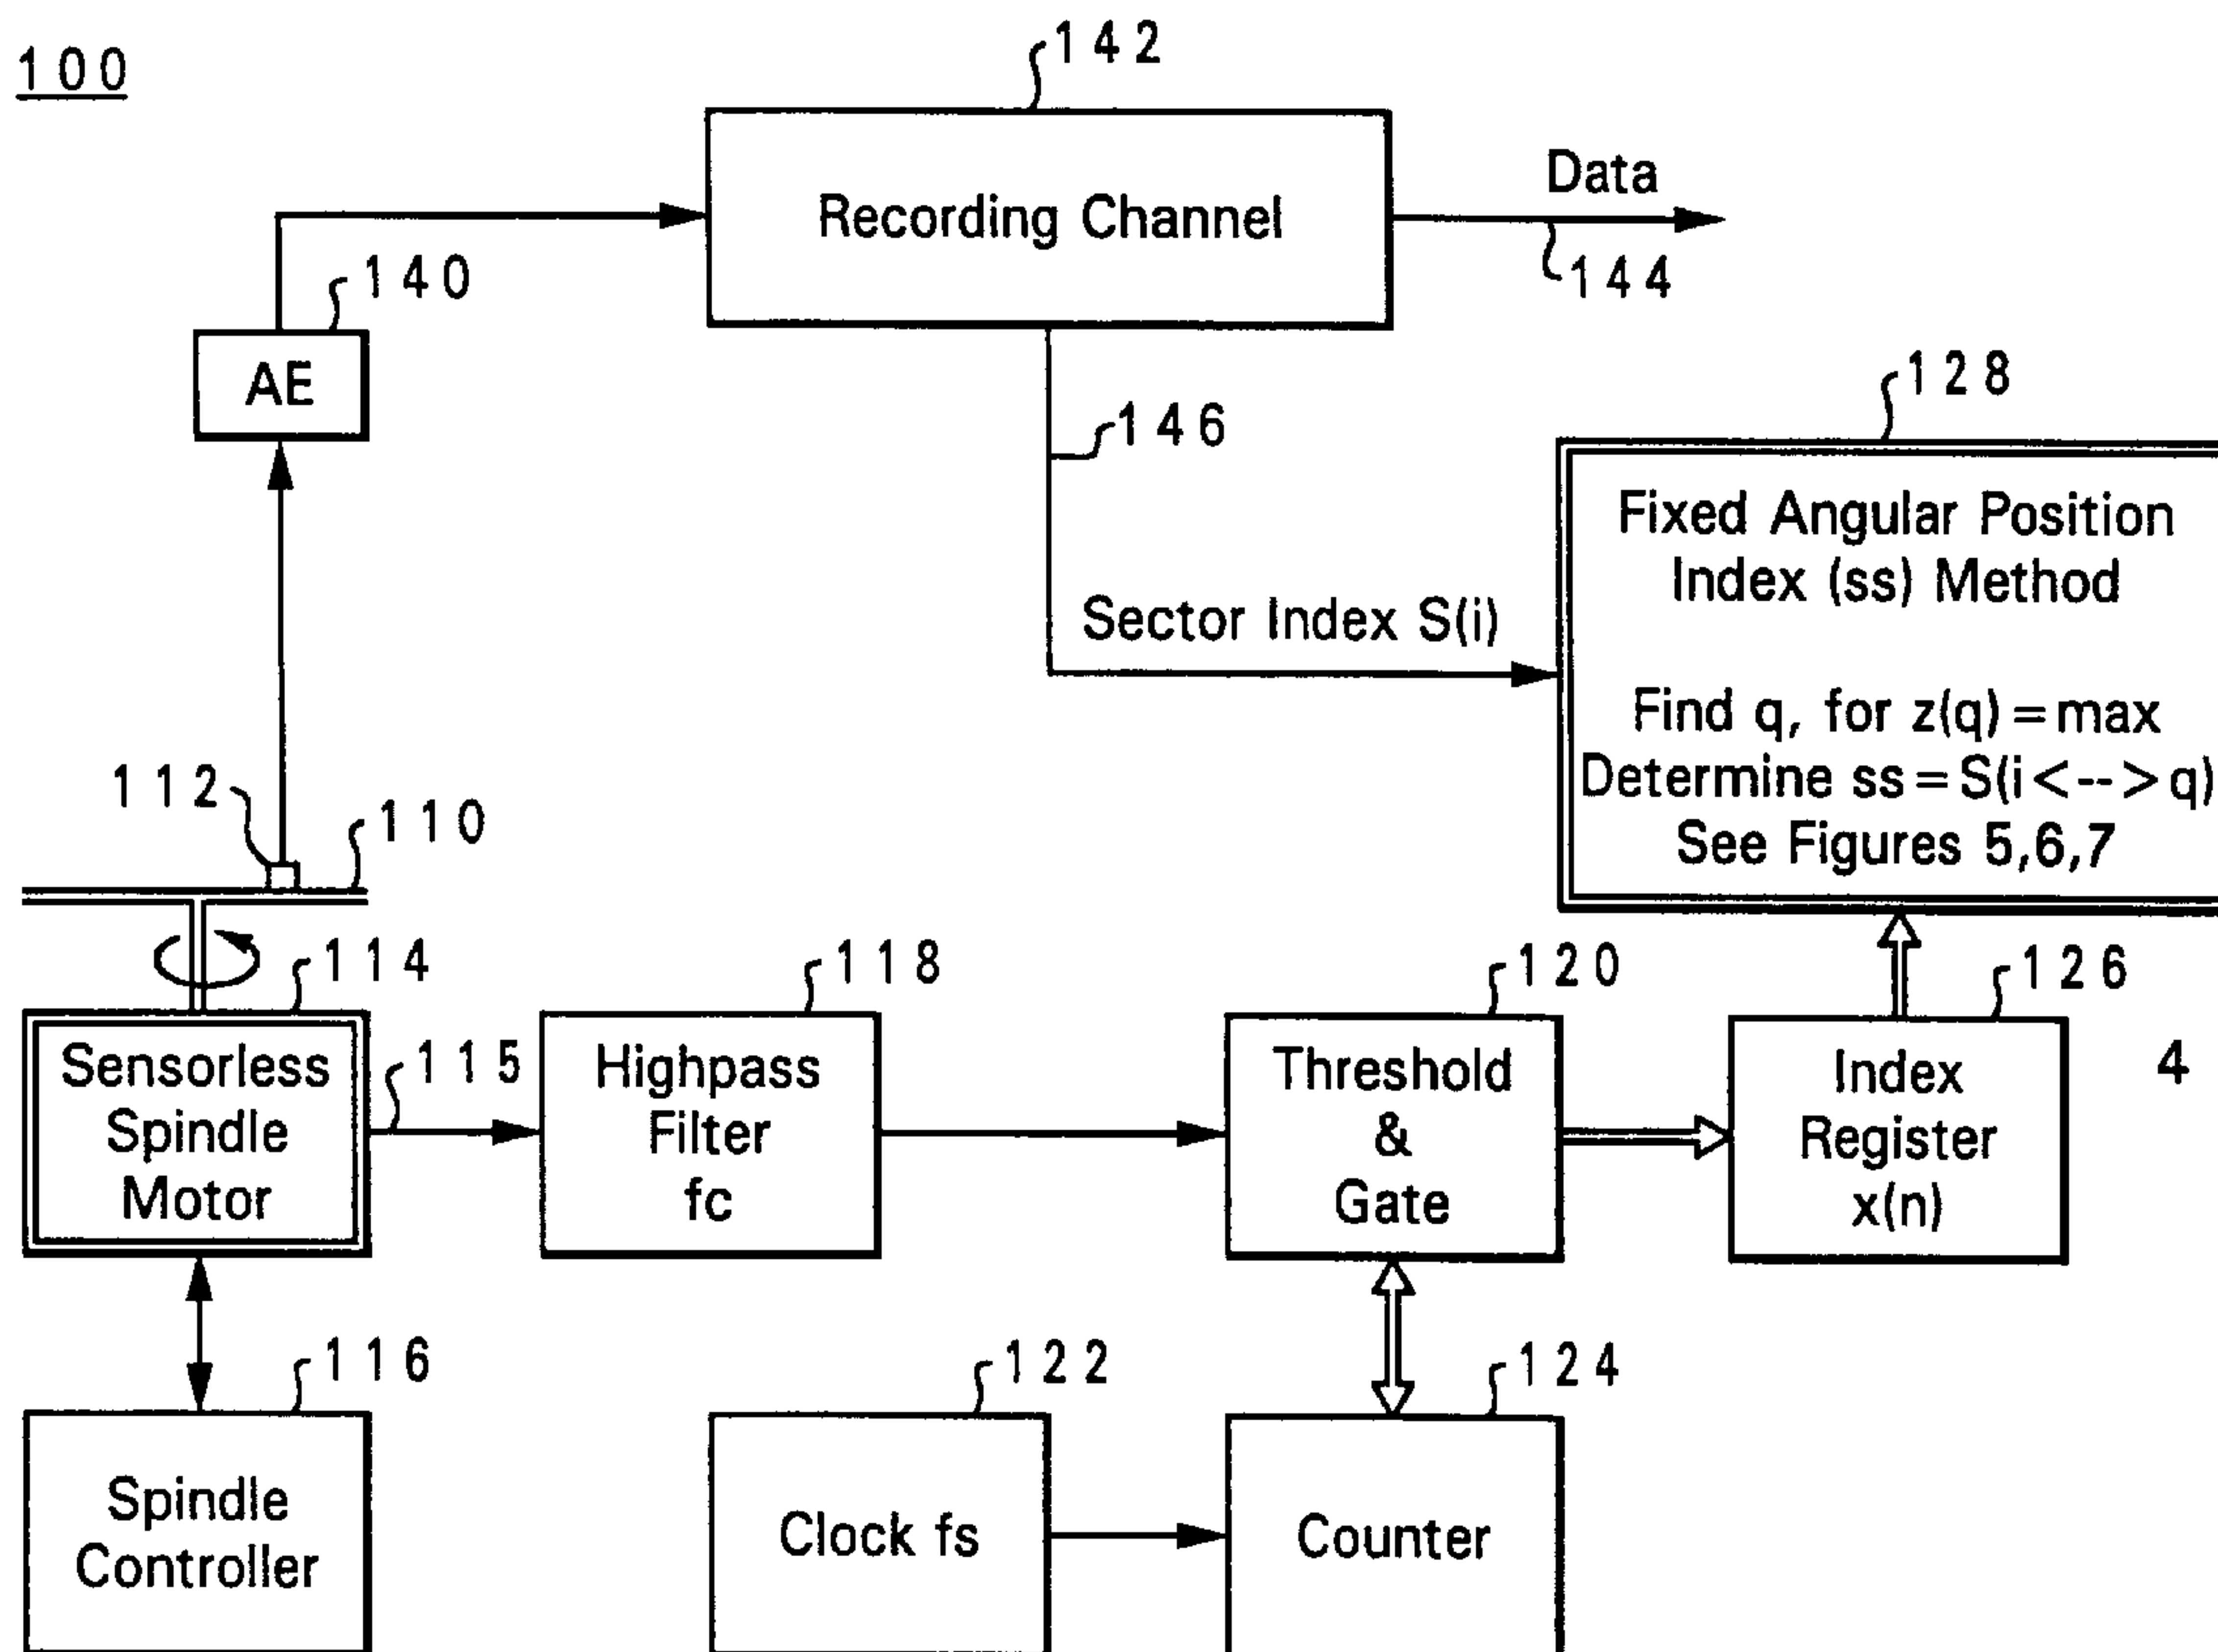 100
142
Recording Channel
Data
144
140
AE
146
128
Fixed Angular Position
Index (ss) Method
Find q, for z(q)=max
Determine ss=S(i<-->q)
See Figures 5,6,7
Sector Index S(i)
112
110
114
Sensorless
Spindle
Motor
115
118
Highpass
Filter
fc
120
Threshold
&
Gate
126
Index
Register
x(n)
4
116
Spindle
Controller
122
Clock fs
124
Counter